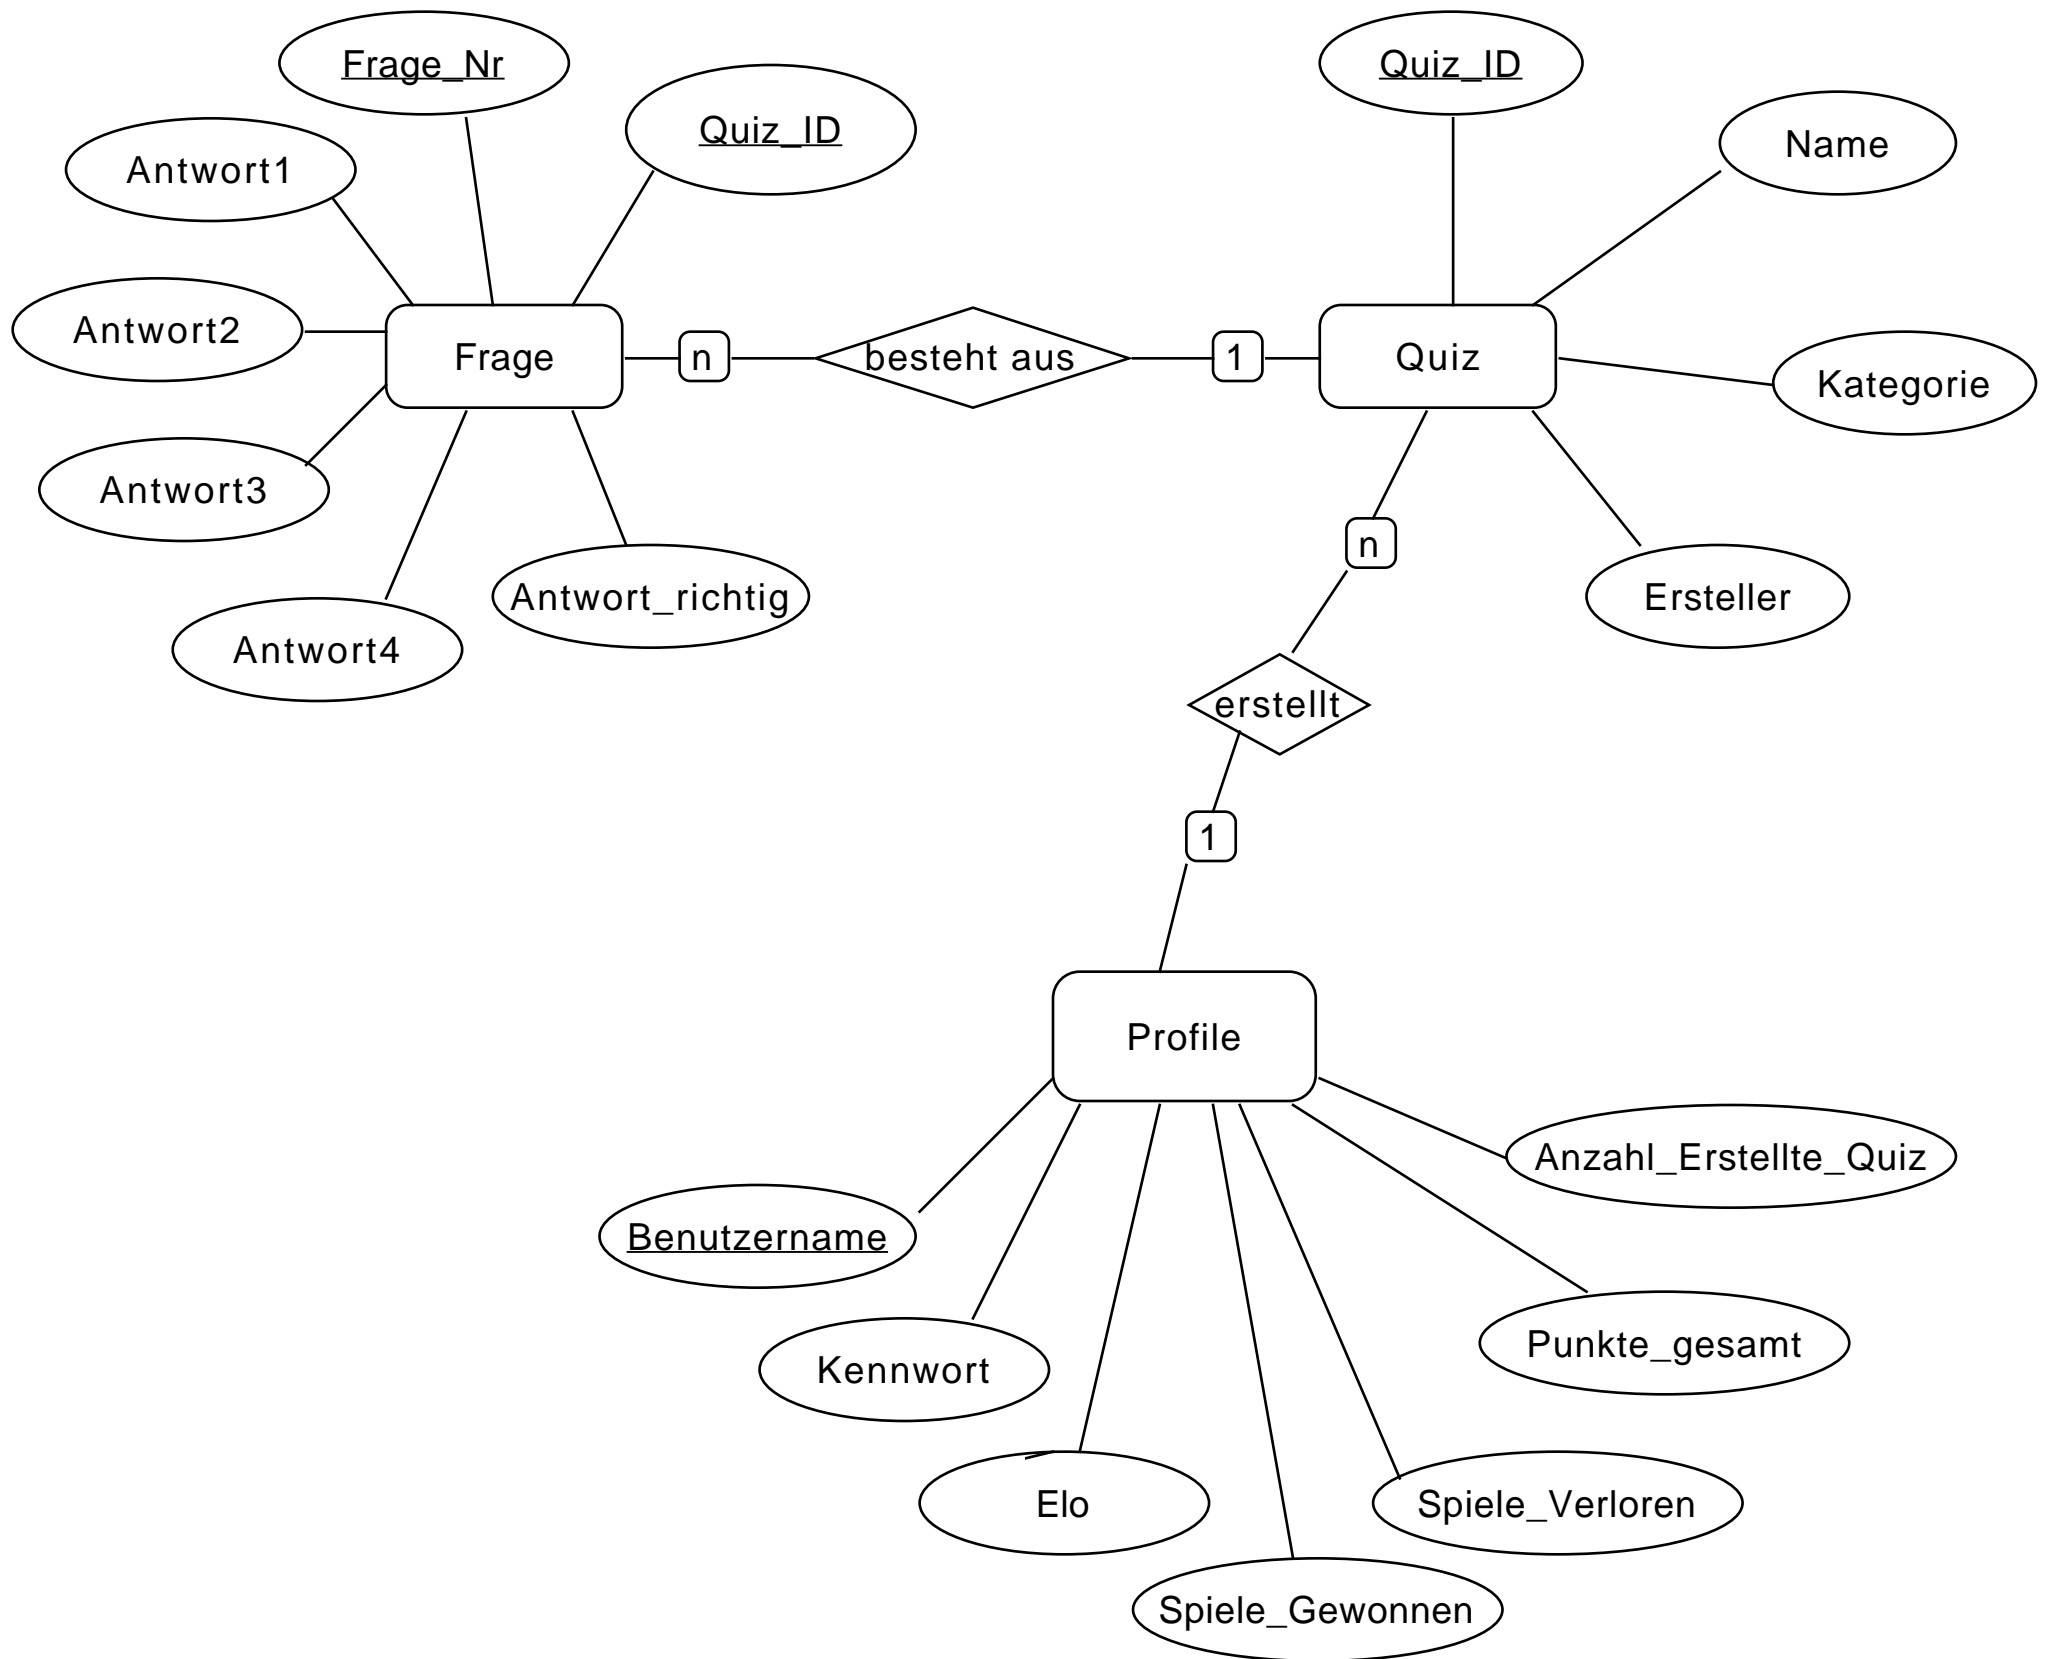 Frage_Nr
Quiz_ID
Quiz_ID
Name
Antwort1
Antwort2
Frage
n
besteht aus
1
Quiz
Kategorie
Antwort3
n
Antwort_richtig
Ersteller
Antwort4
erstellt
1
Profile
Anzahl_Erstellte_Quiz
Benutzername
Punkte_gesamt
Kennwort
Elo
Spiele_Verloren
Spiele_Gewonnen